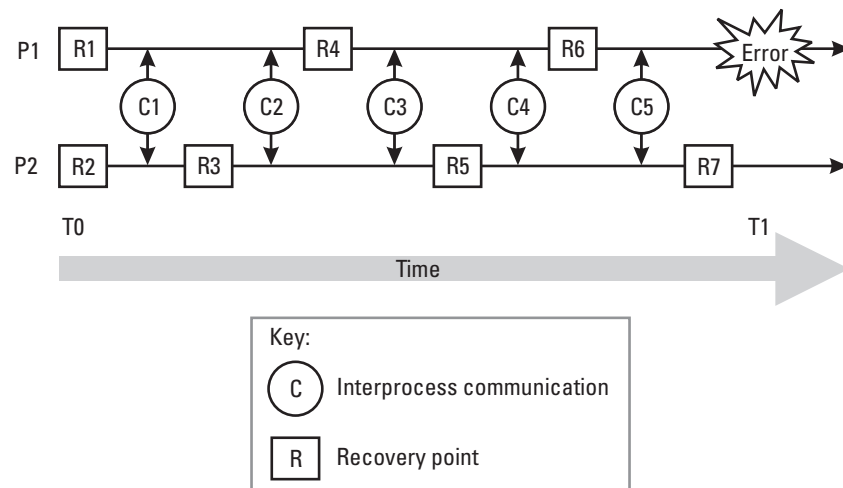 P1 R1 R4 R6 Error
C1 C2 C3 C4 C5
P2 R2 R3 R5 R7
T0 T1
Time
Key:
C Interprocess communication
R Recovery point